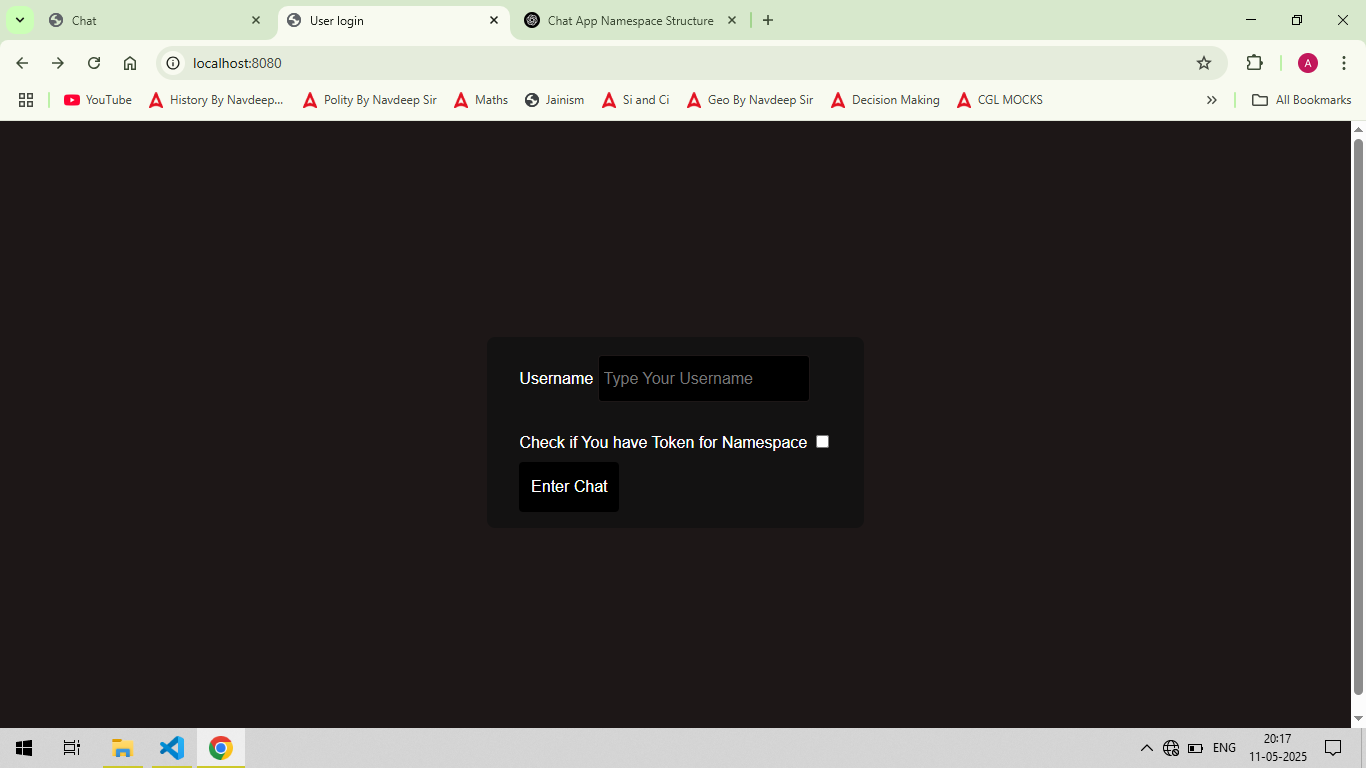 Chat
User login
Chat App Namespace Structure
localhost:8080
A
YouTube
History By Navdeep...
Polity By Navdeep Sir
Maths
Jainism
Si and Ci
Geo By Navdeep Sir
Decision Making
CGL MOCKS
All Bookmarks
Username
Type Your Username
Check if You have Token for Namespace
Enter Chat
ENG
20:17
11-05-2025